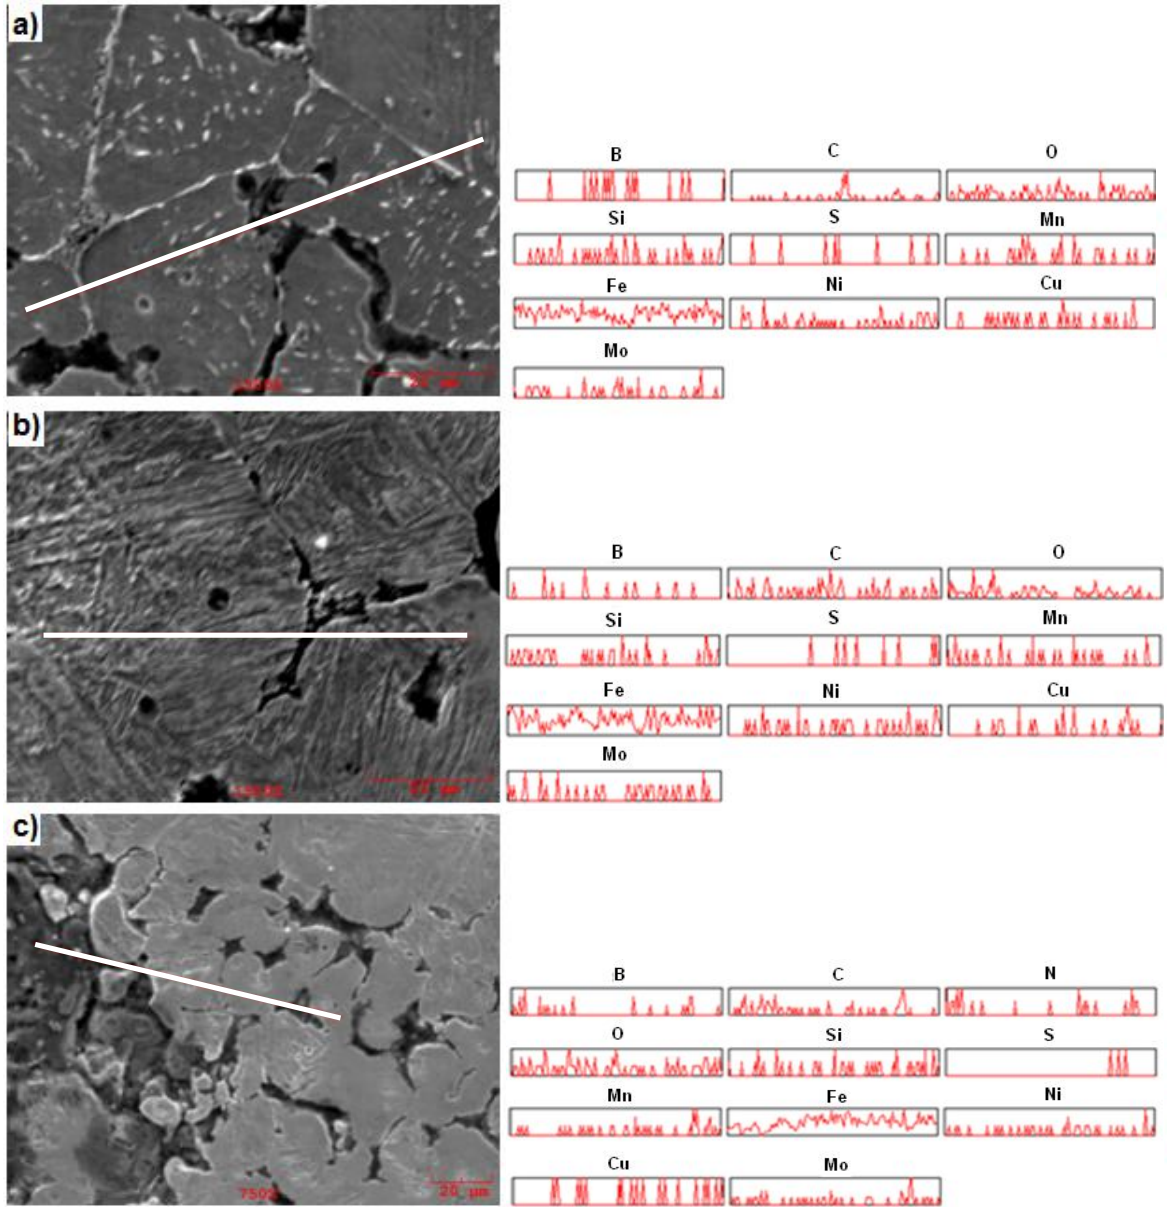 a)
B C O
Si S Mn
Fe Ni Cu
Mo
b)
B C O
Si S Mn
Fe Ni Cu
Mo
c)
B C N
O Si S
Mn Fe Ni
Cu Mo
750X
20 µm